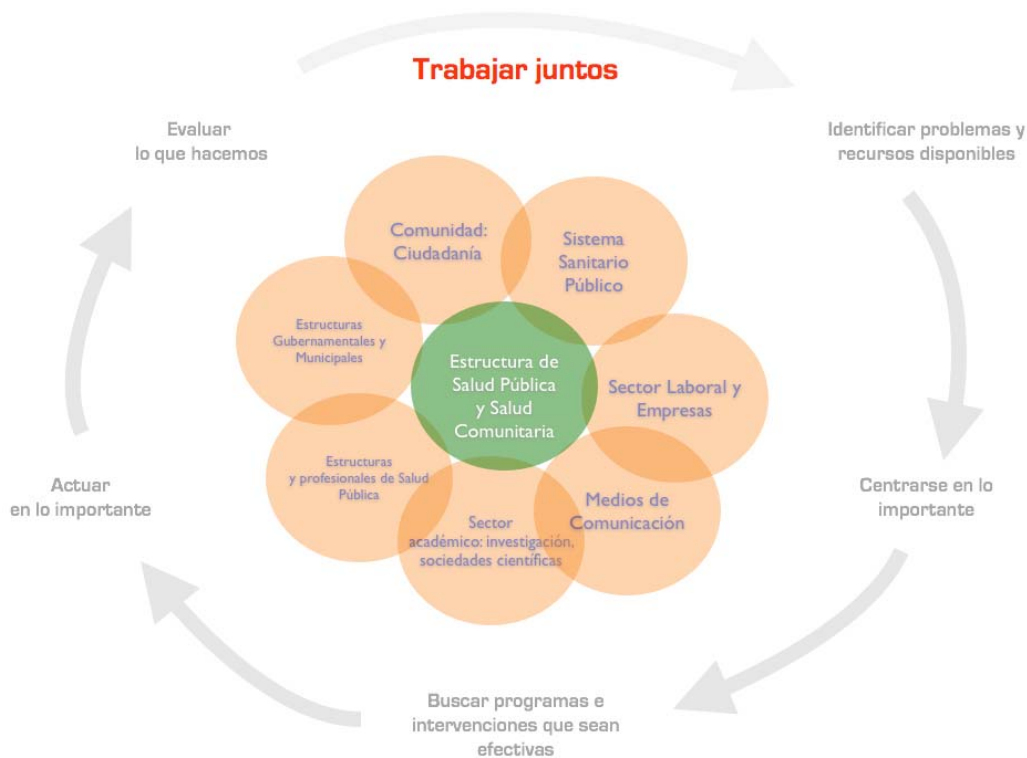 Trabajar juntos
Evaluar
lo que hacemos
Identificar problemas y
recursos disponibles
Comunidad:
Ciudadanía
Sistema
Sanitario
Público
Estructuras
Gubernamentales y
Municipales
Estructura de
Salud Pública
y Salud
Comunitaria
Sector Laboral y
Empresas
Estructuras
y profesionales de Salud
Pública
Sector
académico: investigación,
sociedades científicas
Medios de
Comunicación
Actuar
en lo importante
Centrarse en lo
importante
Buscar programas e
intervenciones que sean
efectivas